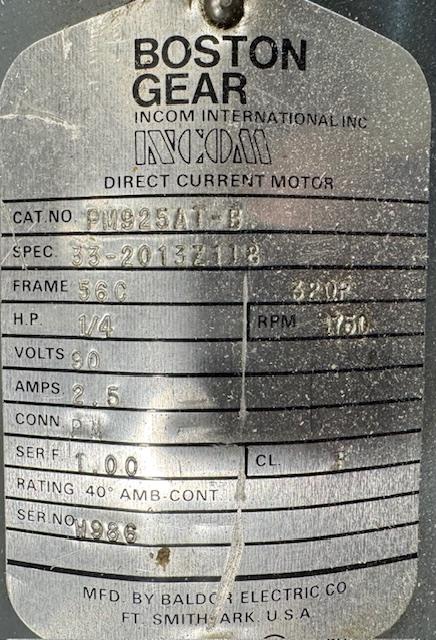 BOSTON
GEAR
INCOM INTERNATIONAL INC
INCOM
DIRECT CURRENT MOTOR
CAT.NO PM925AT-B
SPEC. 33-2013Z118
FRAME 56C 320P
H.P. 1/4 RPM 1750
VOLTS 90
AMPS 2.5
CONN PM
SER F. 1.00 CL. F
RATING 40° AMB-CONT
SER.NO. W986
MFD. BY BALDOR ELECTRIC CO
FT. SMITH, ARK. U.S.A